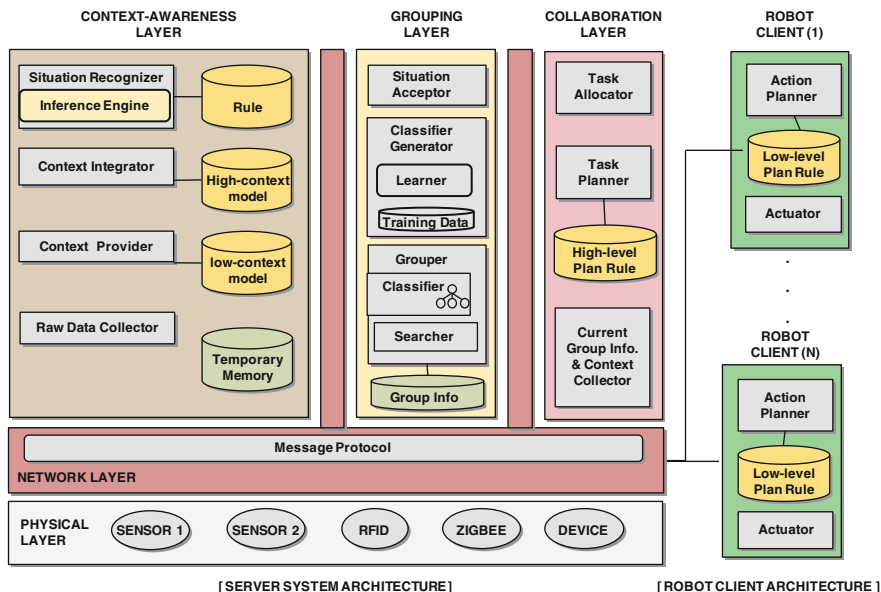 CONTEXT-AWARENESS
LAYER
Situation Recognizer
Inference Engine
Rule
Context Integrator
High-context
model
Context Provider
low-context
model
Raw Data Collector
Temporary
Memory
GROUPING
LAYER
Situation
Acceptor
Classifier
Generator
Learner
Training Data
Grouper
Classifier
Searcher
Group Info
COLLABORATION
LAYER
Task
Allocator
Task
Planner
High-level
Plan Rule
Current
Group Info.
& Context
Collector
ROBOT
CLIENT (1)
Action
Planner
Low-level
Plan Rule
Actuator
.
.
.
ROBOT
CLIENT (N)
Action
Planner
Low-level
Plan Rule
Actuator
Message Protocol
NETWORK LAYER
PHYSICAL
LAYER
SENSOR 1
SENSOR 2
RFID
ZIGBEE
DEVICE
[ SERVER SYSTEM ARCHITECTURE ]
[ ROBOT CLIENT ARCHITECTURE ]